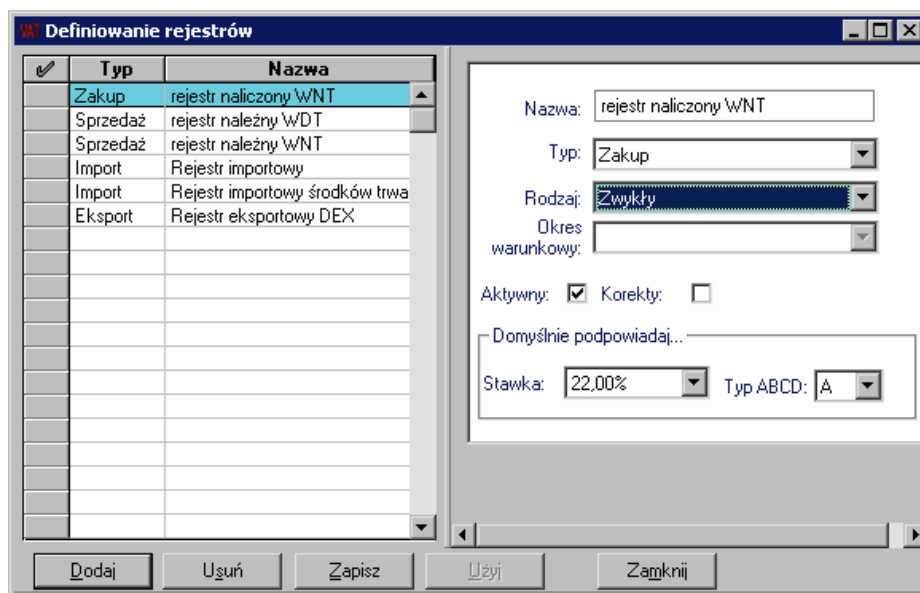 VAT Definiowanie rejestrów
Typ Nazwa
Zakup rejestr naliczony WNT
Sprzedaż rejestr należny WDT
Sprzedaż rejestr należny WNT
Import Rejestr importowy
Import Rejestr importowy środków trwa
Eksport Rejestr eksportowy DEX
Nazwa: rejestr naliczony WNT
Typ: Zakup
Rodzaj: Zwykły
Okres
warunkowy:
Aktywny: Korekty:
Domyślnie podpowiadaj...
Stawka: 22,00% Typ ABCD: A
Dodaj Usuń Zapisz Użyj Zamknij